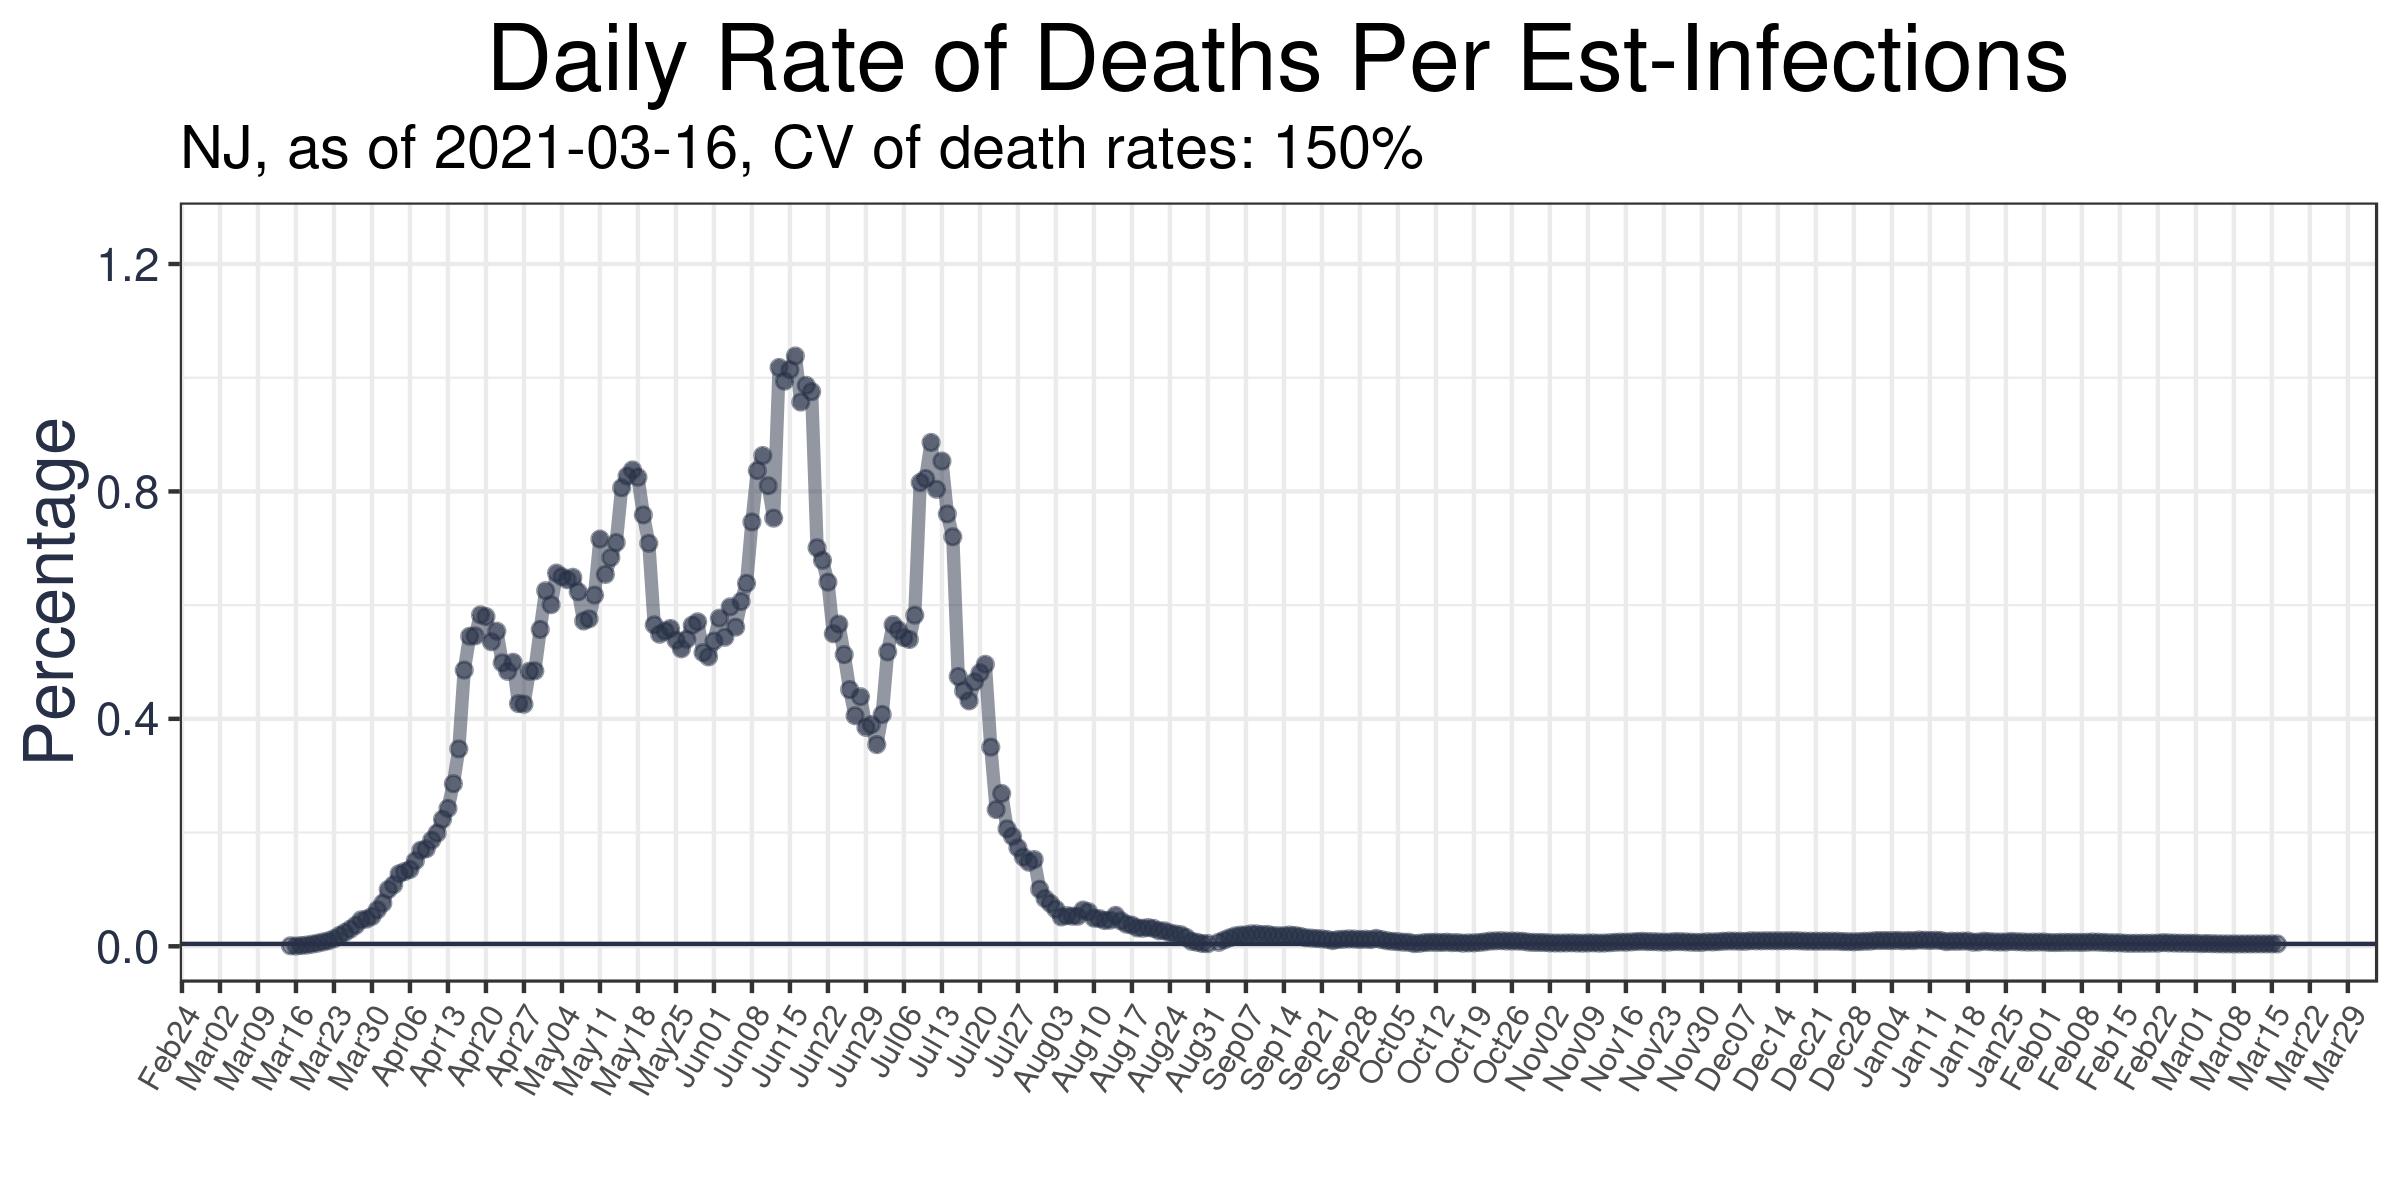 Daily Rate of Deaths Per Est-Infections
NJ, as of 2021-03-16, CV of death rates: 150%
Percentage
1.2
0.8
0.4
0.0
Feb24
Mar02
Mar09
Mar16
Mar23
Mar30
Apr06
Apr13
Apr20
Apr27
May04
May11
May18
May25
Jun01
Jun08
Jun15
Jun22
Jun29
Jul06
Jul13
Jul20
Jul27
Aug03
Aug10
Aug17
Aug24
Aug31
Sep07
Sep14
Sep21
Sep28
Oct05
Oct12
Oct19
Oct26
Nov02
Nov09
Nov16
Nov23
Nov30
Dec07
Dec14
Dec21
Dec28
Jan04
Jan11
Jan18
Jan25
Feb01
Feb08
Feb15
Feb22
Mar01
Mar08
Mar15
Mar22
Mar29